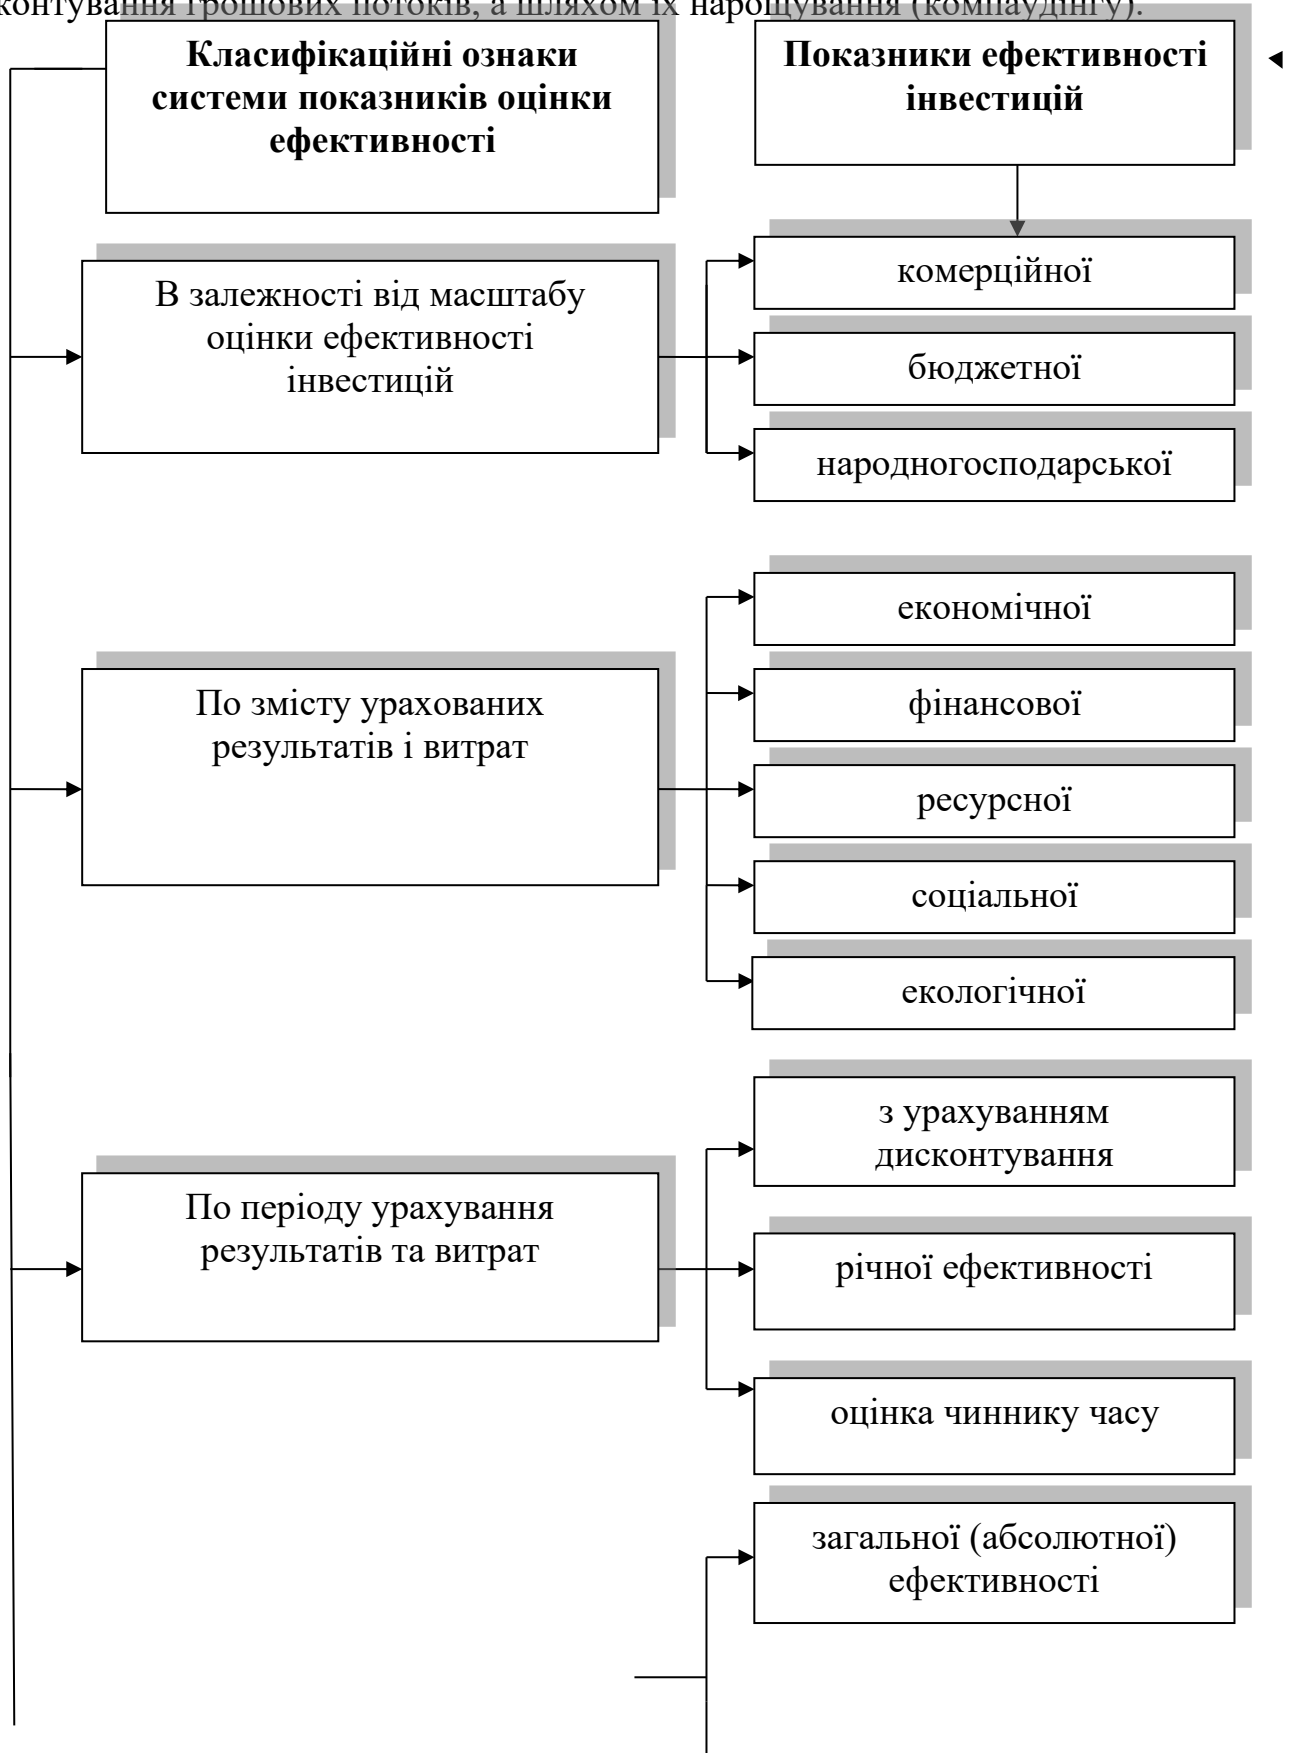 контування грошових потоків, а шляхом їх нарощування (компаудінгу).
Класифікаційні ознаки
системи показників оцінки
ефективності
Показники ефективності
інвестицій
В залежності від масштабу
оцінки ефективності
інвестицій
комерційної
бюджетної
народногосподарської
По змісту урахованих
результатів і витрат
економічної
фінансової
ресурсної
соціальної
екологічної
По періоду урахування
результатів та витрат
з урахуванням
дисконтування
річної ефективності
оцінка чиннику часу
загальної (абсолютної)
ефективності